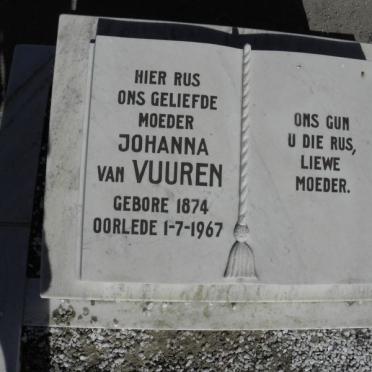 HIER RUS
ONS GELIEFDE
MOEDER
JOHANNA
VAN VUUREN
GEBORE 1874
OORLEDE 1-7-1967
ONS GUN
U DIE RUS,
LIEWE
MOEDER.